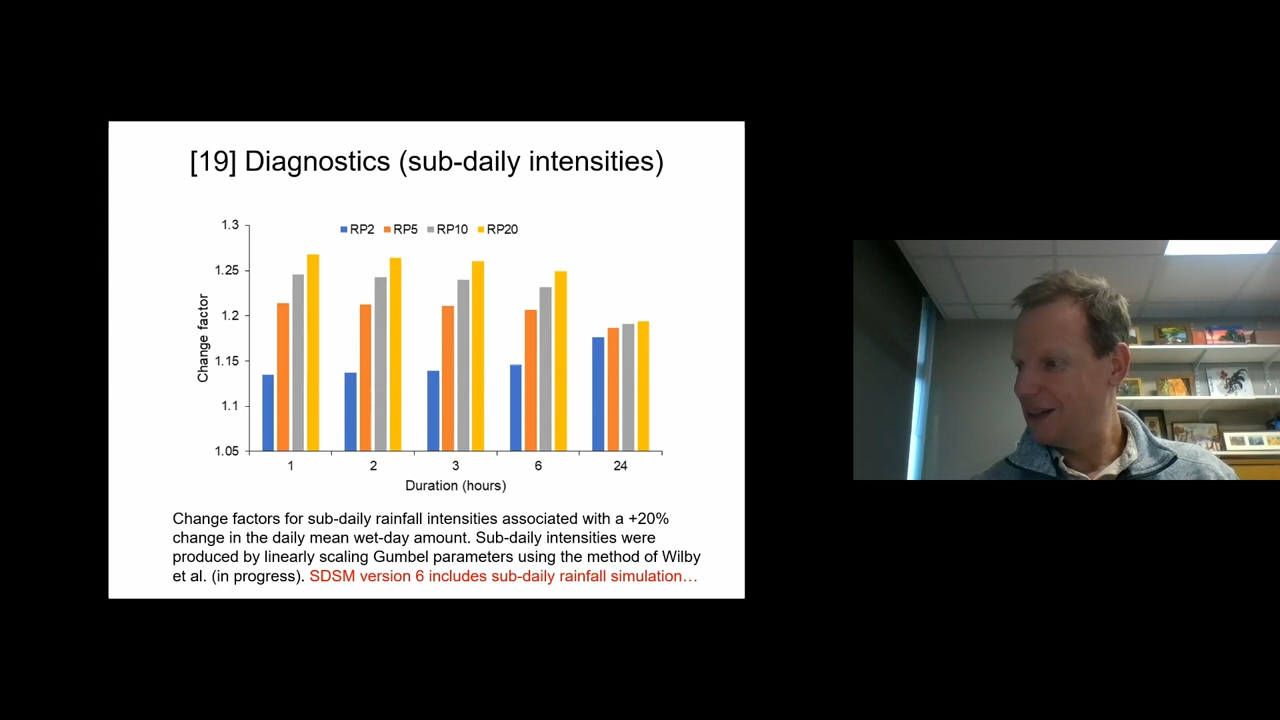 [19] Diagnostics (sub-daily intensities)
RP2 RP5 RP10 RP20
1.3
1.25
1.2
1.15
1.1
1.05
Change factor
1 2 3 6 24
Duration (hours)
Change factors for sub-daily rainfall intensities associated with a +20%
change in the daily mean wet-day amount. Sub-daily intensities were
produced by linearly scaling Gumbel parameters using the method of Wilby
et al. (in progress). SDSM version 6 includes sub-daily rainfall simulation…